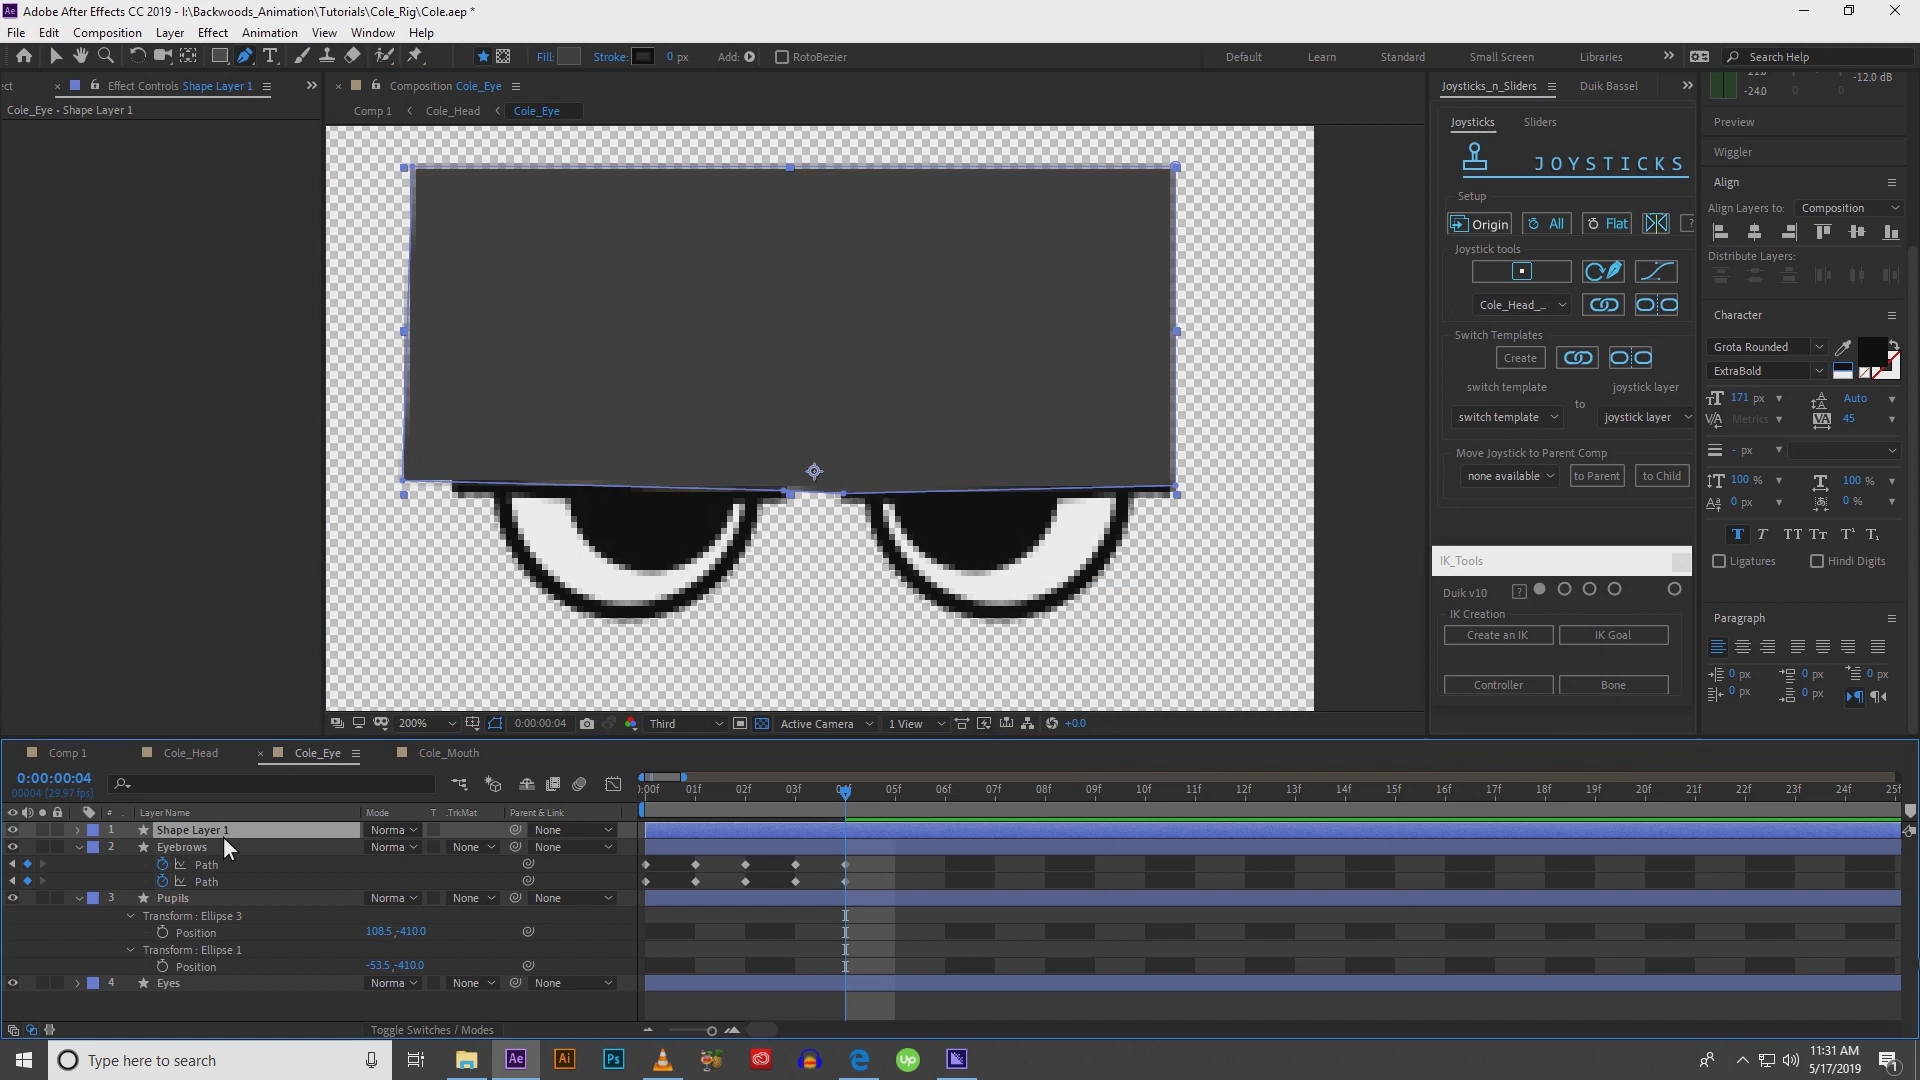 Adobe After Effects CC 2019 - I:\Backwoods_Animation\Tutorials\Cole_Rig\Cole.aep *
File Edit Composition Layer Effect Animation View Window Help
Fill: Stroke: 0 px Add: RotoBezier Default Learn Standard Small Screen Libraries Search Help
Effect Controls Shape Layer 1
Composition Cole_Eye
Joysticks_n_Sliders Duik Bassel
-12.0 dB
-24.0
Cole_Eye • Shape Layer 1
Comp 1 Cole_Head Cole_Eye
Joysticks Sliders
JOYSTICKS
Setup
Origin All Flat
Joystick tools
Cole_Head_...
Switch Templates
Create
switch template joystick layer
to
switch template joystick layer
Move Joystick to Parent Comp
none available to Parent to Child
IK_Tools
Duik v10 ?
IK Creation
Create an IK IK Goal
Controller Bone
Preview
Wiggler
Align
Align Layers to: Composition
Distribute Layers:
Character
Grota Rounded
ExtraBold
171 px Auto
Metrics 45
- px
100 % 100 %
0 px 0 %
T T TT Tr T¹ T₁
Ligatures Hindi Digits
Paragraph
0 px 0 px 0 px
0 px 0 px
200% 0:00:00:04 Third Active Camera 1 View +0.0
Comp 1 Cole_Head Cole_Eye Cole_Mouth
0:00:00:04
00004 (29.97 fps)
:00f 01f 02f 03f 04f 05f 06f 07f 08f 09f 10f 11f 12f 13f 14f 15f 16f 17f 18f 19f 20f 21f 22f 23f 24f 25f
# Layer Name Mode T .TrkMat Parent & Link
1 Shape Layer 1 Norma None
2 Eyebrows Norma None None
Path
Path
3 Pupils Norma None None
Transform : Ellipse 3
Position 108.5,-410.0
Transform : Ellipse 1
Position -53.5,-410.0
4 Eyes Norma None None
Toggle Switches / Modes
Type here to search
Ae Ai Ps Up
11:31 AM
5/17/2019
1